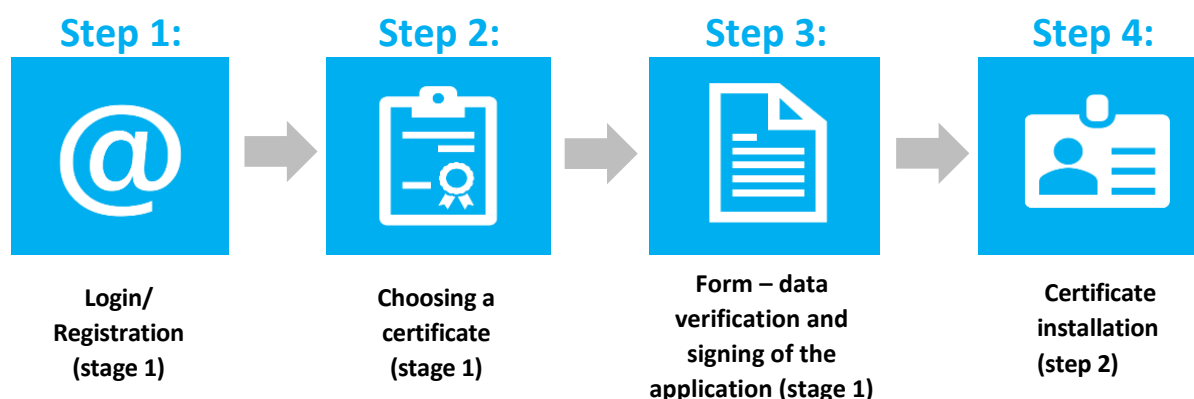 Step 1:
Step 2:
Step 3:
Step 4:
@
Login/
Registration
(stage 1)
Choosing a
certificate
(stage 1)
Form – data
verification and
signing of the
application (stage 1)
Certificate
installation
(step 2)